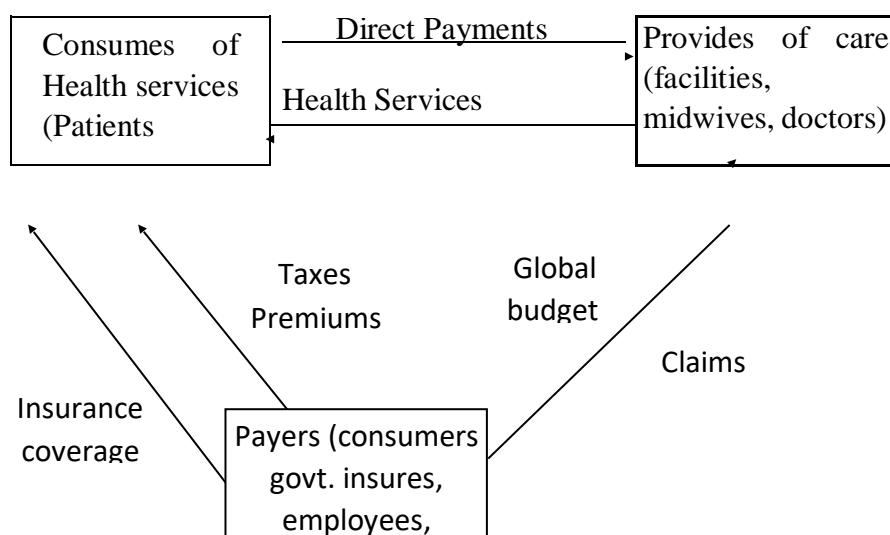 Consumes of
Health services
(Patients
Direct Payments
Health Services
Provides of care
(facilities,
midwives, doctors)
Taxes
Premiums
Global
budget
Claims
Insurance
coverage
Payers (consumers
govt. insures,
employees,